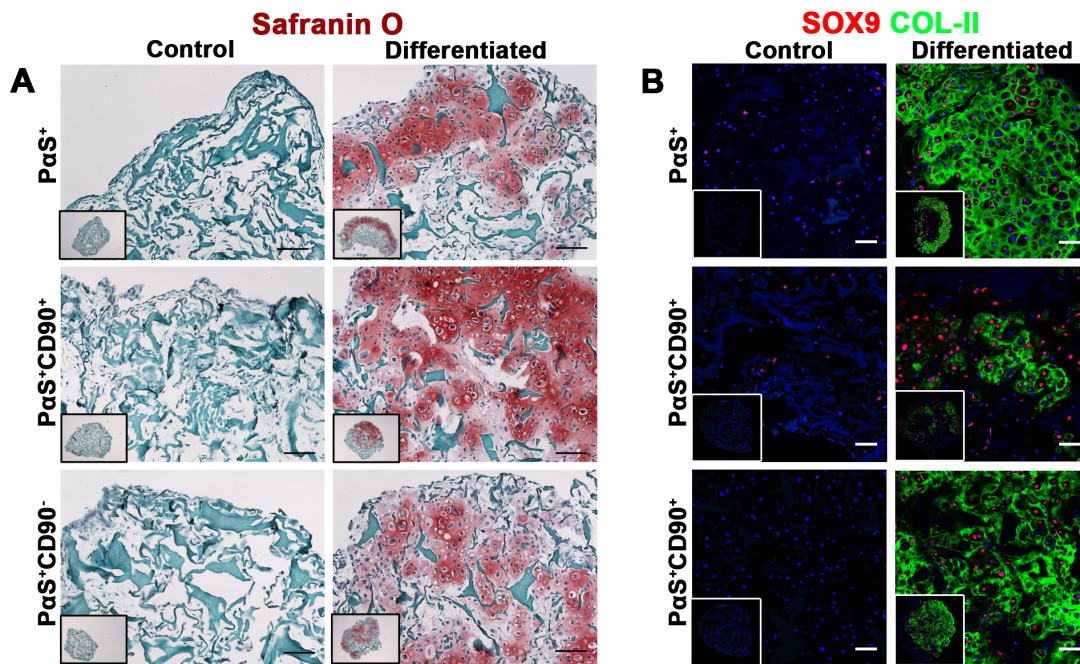 Safranin O
Control Differentiated
A
PαS⁺
PαS⁺CD90⁺
PαS⁺CD90⁻
SOX9 COL-II
Control Differentiated
B
PαS⁺
PαS⁺CD90⁺
PαS⁺CD90⁻